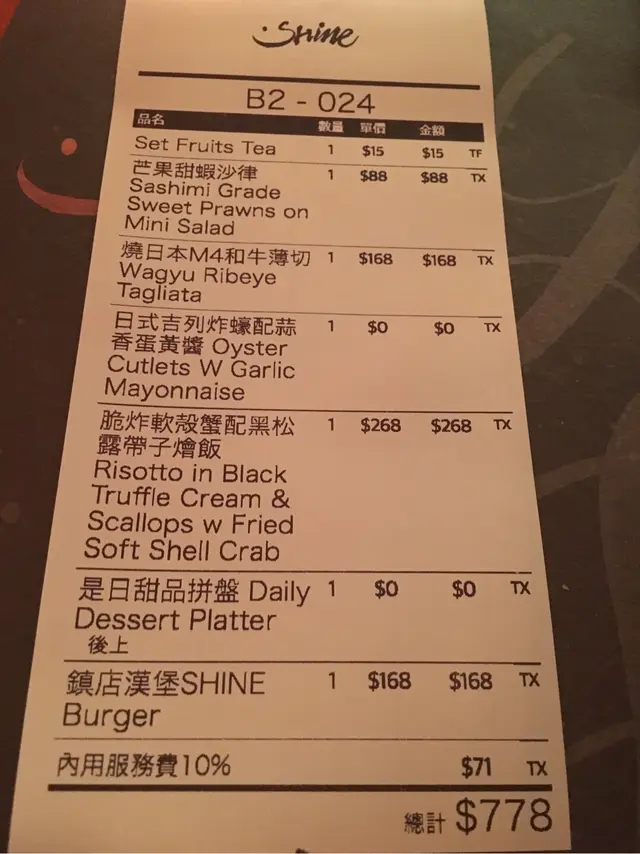 Shine
B2 - 024
品名 數量 單價 金額
Set Fruits Tea 1 $15 $15 TF
芒果甜蝦沙律 1 $88 $88 TX
Sashimi Grade
Sweet Prawns on
Mini Salad
燒日本M4和牛薄切 1 $168 $168 TX
Wagyu Ribeye
Tagliata
日式吉列炸蠔配蒜 1 $0 $0 TX
香蛋黃醬 Oyster
Cutlets W Garlic
Mayonnaise
脆炸軟殼蟹配黑松 1 $268 $268 TX
露帶子燴飯
Risotto in Black
Truffle Cream &
Scallops w Fried
Soft Shell Crab
是日甜品拼盤 Daily 1 $0 $0 TX
Dessert Platter
後上
鎮店漢堡SHINE 1 $168 $168 TX
Burger
內用服務費10% $71 TX
總計 $778